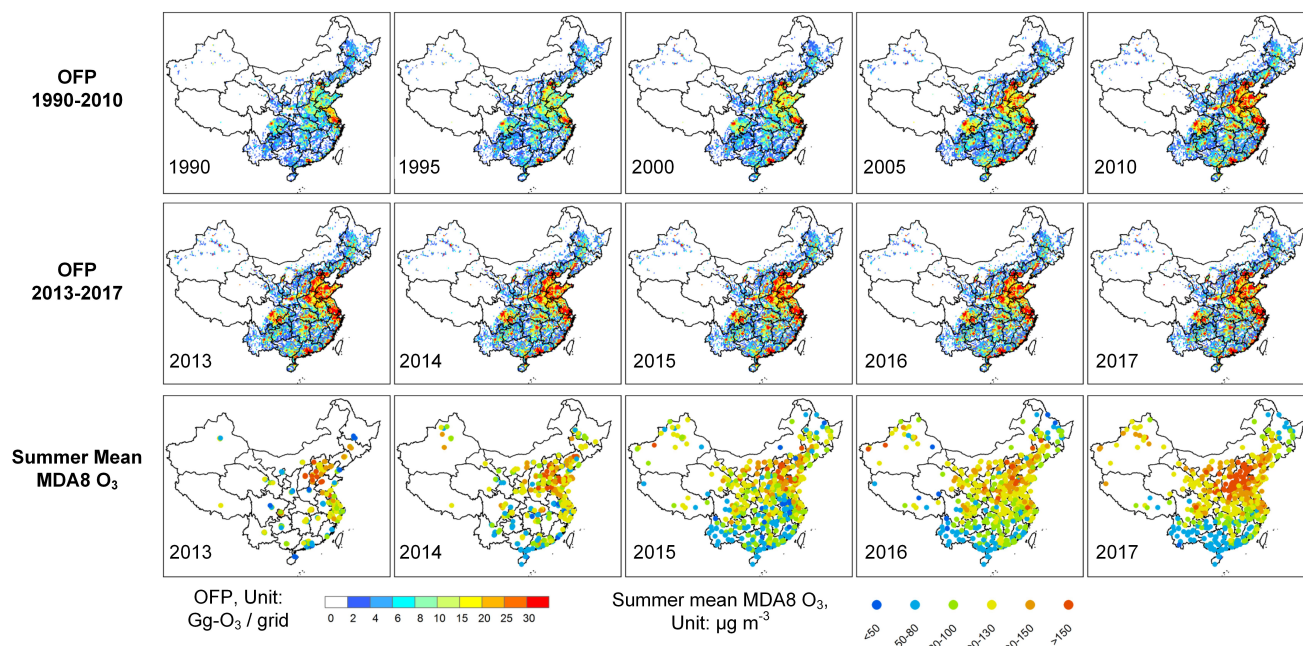 OFP
1990-2010
1990
1995
2000
2005
2010
OFP
2013-2017
2013
2014
2015
2016
2017
Summer Mean
MDA8 O₃
2013
2014
2015
2016
2017
OFP, Unit:
Gg-O₃ / grid
0 2 4 6 8 10 15 20 25 30
Summer mean MDA8 O₃,
Unit: µg m⁻³
<50
50-80
>150